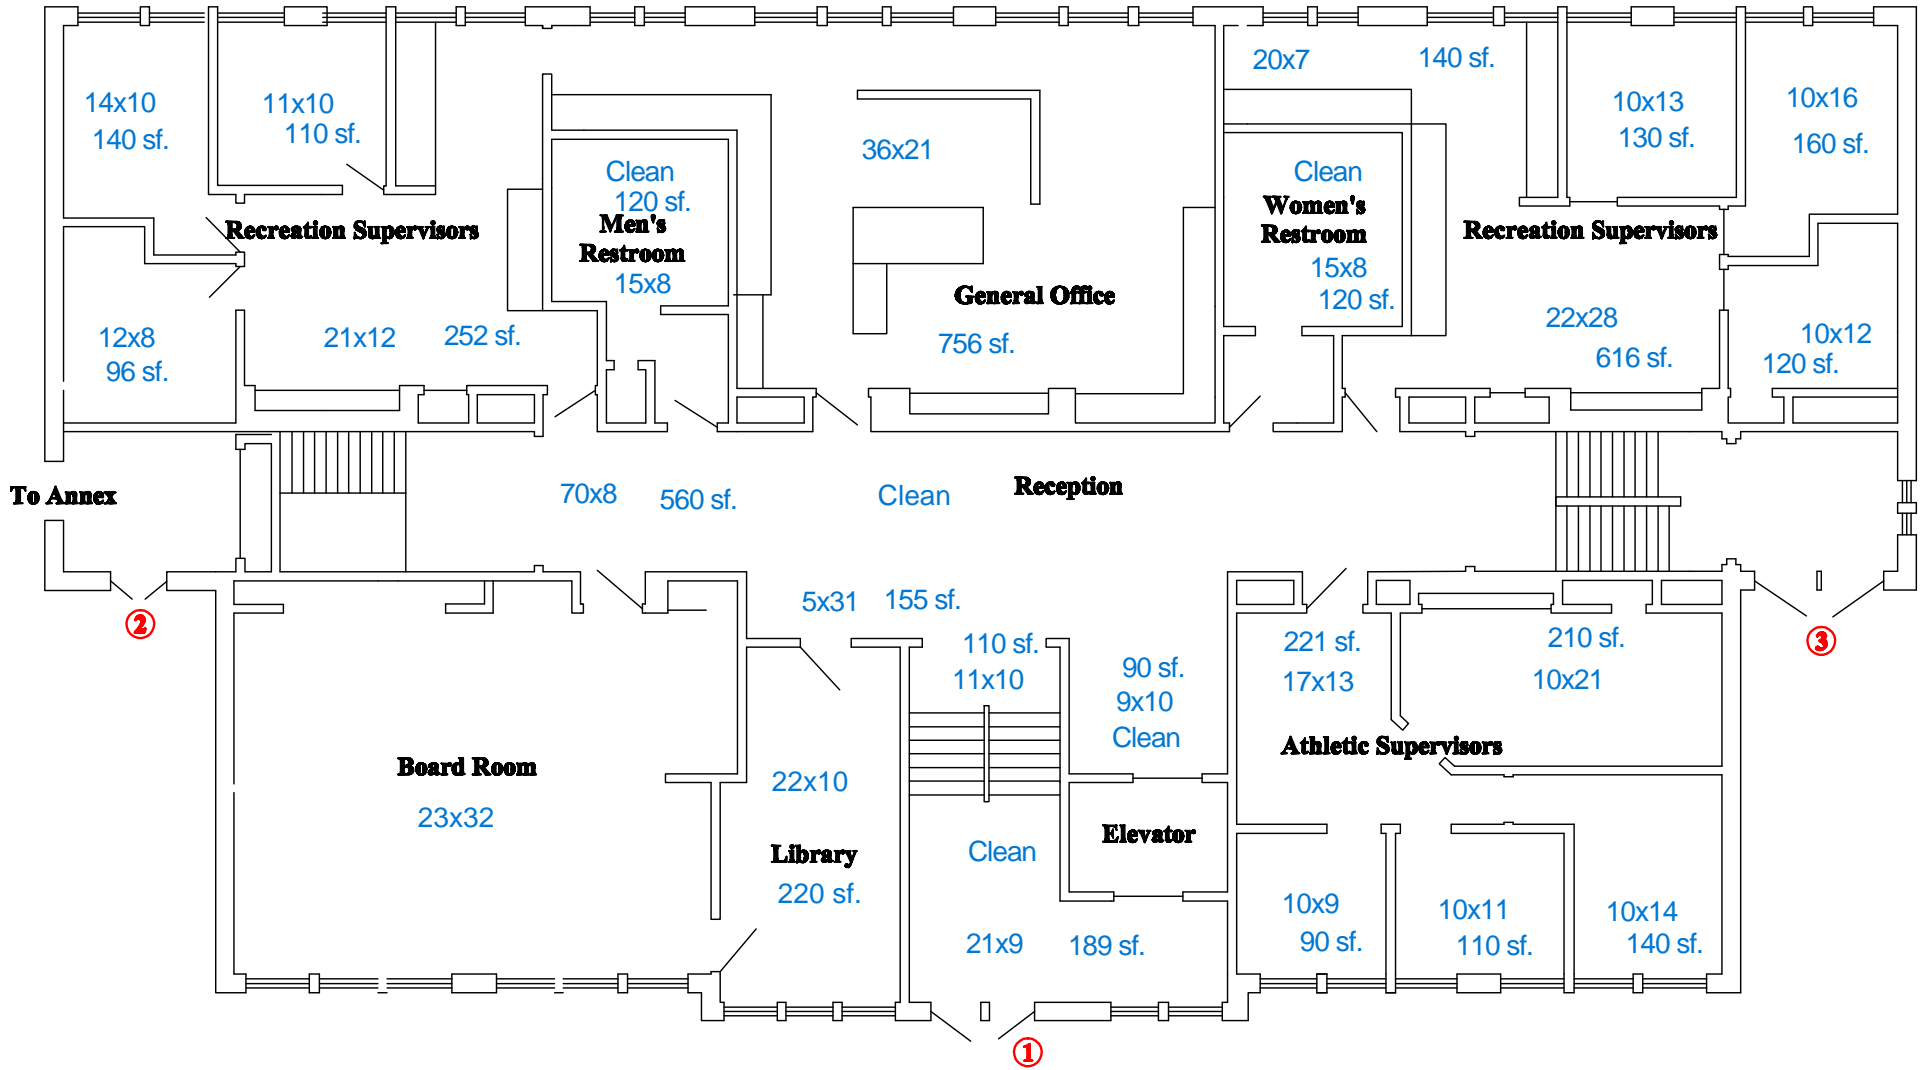 20x7
140 sf.
14x10
140 sf.
11x10
110 sf.
10x13
130 sf.
10x16
160 sf.
36x21
Clean
120 sf.
Men's
Restroom
15x8
Clean
Women's
Restroom
15x8
120 sf.
Recreation Supervisors
Recreation Supervisors
General Office
756 sf.
12x8
96 sf.
21x12
252 sf.
22x28
616 sf.
10x12
120 sf.
To Annex
70x8
560 sf.
Clean
Reception
5x31
155 sf.
②
③
110 sf.
11x10
90 sf.
9x10
Clean
221 sf.
17x13
210 sf.
10x21
Athletic Supervisors
Board Room
23x32
22x10
Library
220 sf.
Clean
Elevator
21x9
189 sf.
10x9
90 sf.
10x11
110 sf.
10x14
140 sf.
①